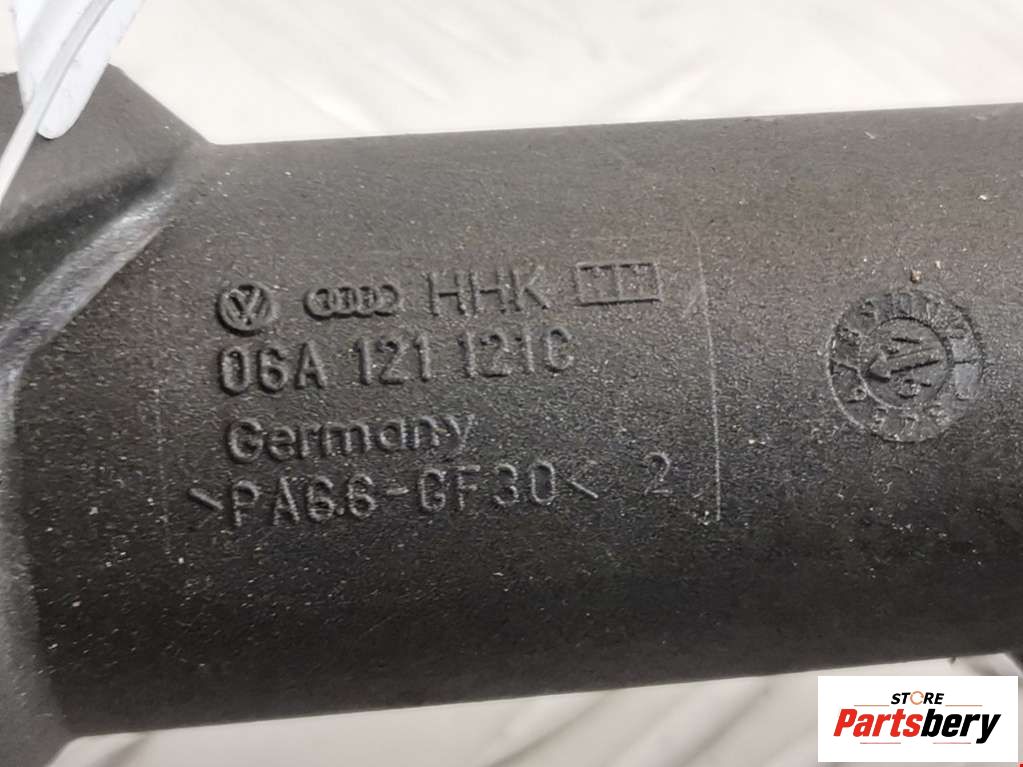 HHK
06A 121 121C
Germany
>PA66-GF30< 2
STORE
Partsbery